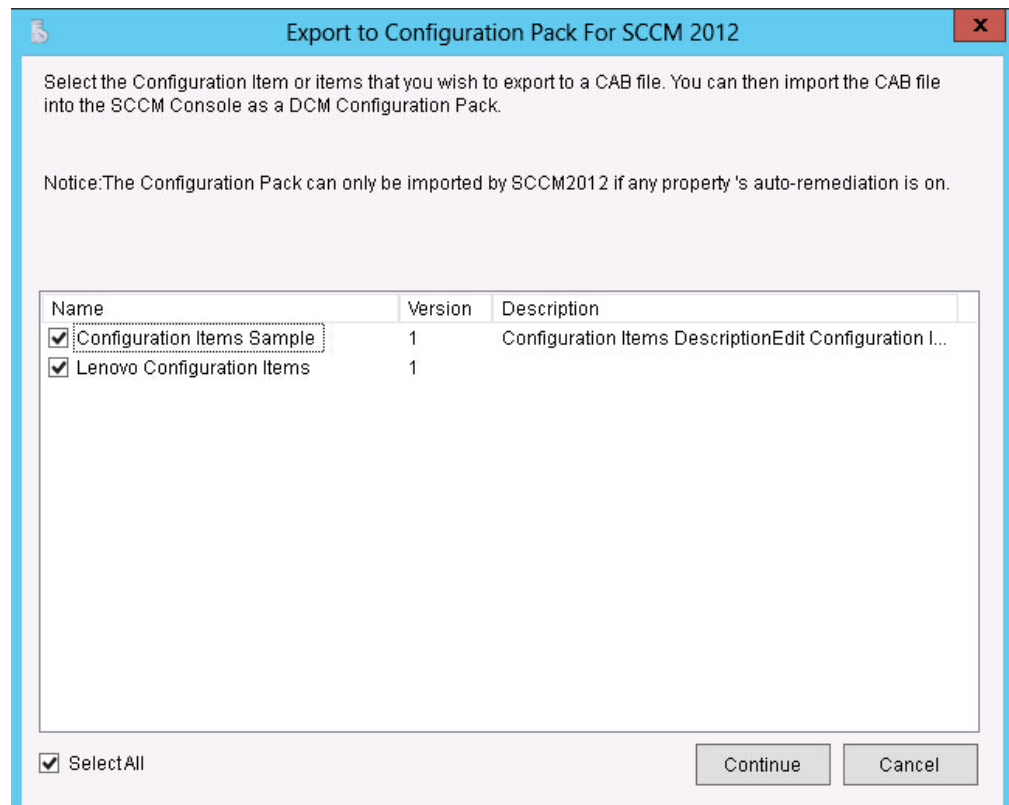 Export to Configuration Pack For SCCM 2012
x
Select the Configuration Item or items that you wish to export to a CAB file. You can then import the CAB file
into the SCCM Console as a DCM Configuration Pack.
Notice:The Configuration Pack can only be imported by SCCM2012 if any property 's auto-remediation is on.
Name Version Description
Configuration Items Sample 1 Configuration Items DescriptionEdit Configuration I...
Lenovo Configuration Items 1
SelectAll Continue Cancel